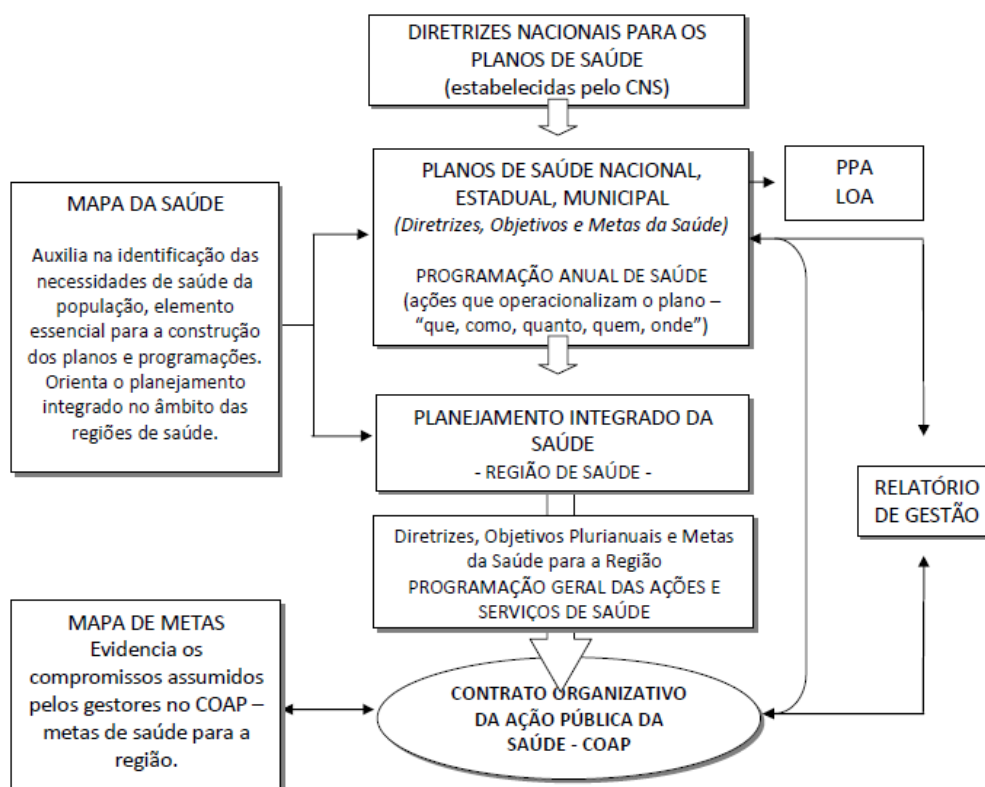 DIRETRIZES NACIONAIS PARA OS
PLANOS DE SAÚDE
(estabelecidas pelo CNS)
PLANOS DE SAÚDE NACIONAL,
ESTADUAL, MUNICIPAL
(Diretrizes, Objetivos e Metas da Saúde)
PROGRAMAÇÃO ANUAL DE SAÚDE
(ações que operacionalizam o plano –
“que, como, quanto, quem, onde”)
PPA
LOA
MAPA DA SAÚDE
Auxilia na identificação das
necessidades de saúde da
população, elemento
essencial para a construção
dos planos e programações.
Orienta o planejamento
integrado no âmbito das
regiões de saúde.
PLANEJAMENTO INTEGRADO DA
SAÚDE
- REGIÃO DE SAÚDE -
RELATÓRIO
DE GESTÃO
Diretrizes, Objetivos Plurianuais e Metas
da Saúde para a Região
PROGRAMAÇÃO GERAL DAS AÇÕES E
SERVIÇOS DE SAÚDE
MAPA DE METAS
Evidencia os
compromissos assumidos
pelos gestores no COAP –
metas de saúde para a
região.
CONTRATO ORGANIZATIVO
DA AÇÃO PÚBLICA DA
SAÚDE - COAP